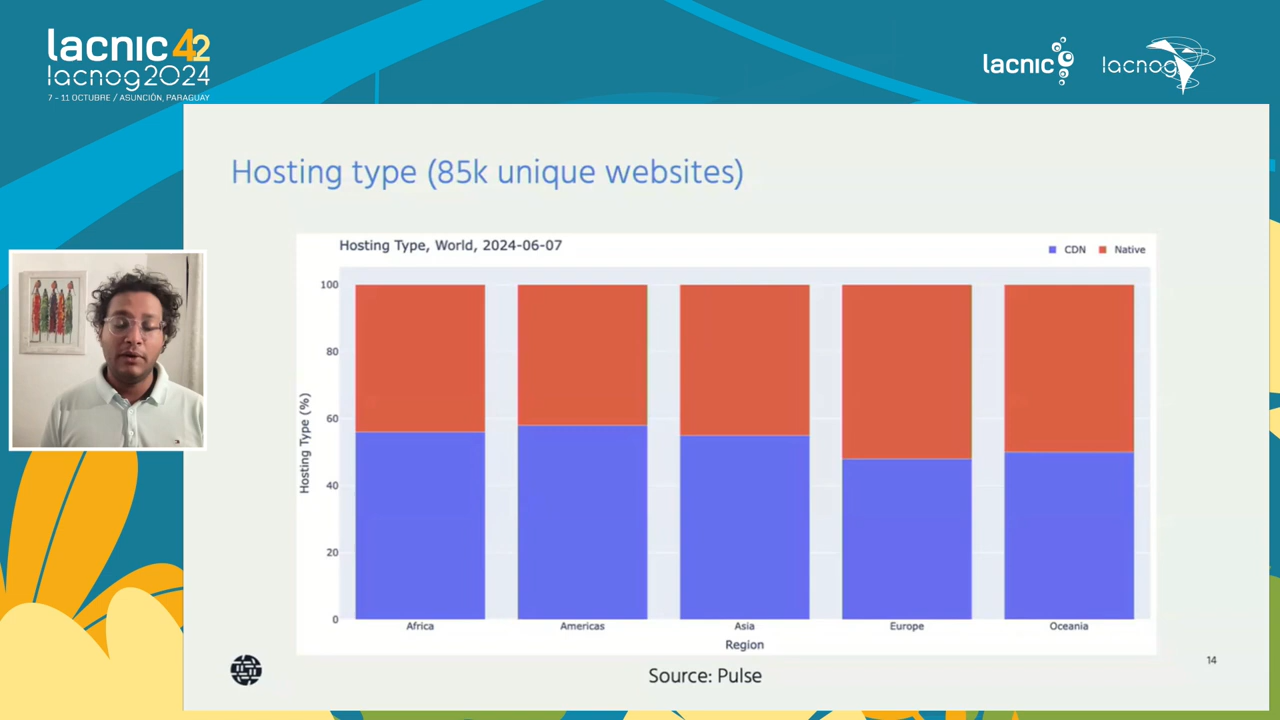 lacnic 42
lacnog2024
7 - 11 OCTUBRE / ASUNCIÓN, PARAGUAY
lacnic
lacnog
Hosting type (85k unique websites)
Hosting Type, World, 2024-06-07
CDN
Native
Hosting Type (%)
100
80
60
40
20
0
Africa
Americas
Asia
Europe
Oceania
Region
Source: Pulse
14